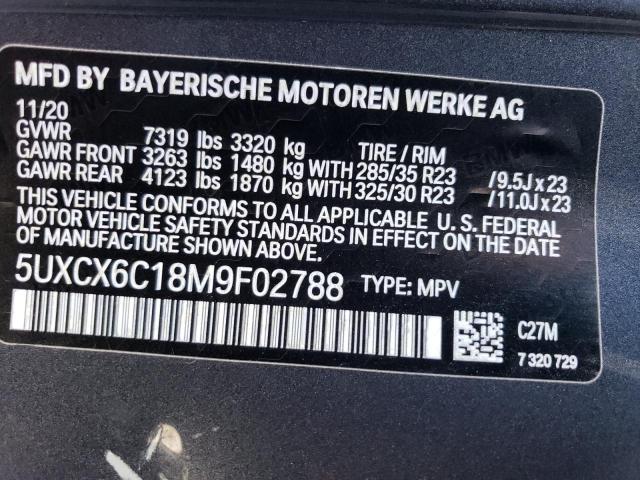 MFD BY BAYERISCHE MOTOREN WERKE AG
11/20
GVWR 7319 lbs 3320 kg TIRE / RIM
GAWR FRONT 3263 lbs 1480 kg WITH 285/35 R23 /9.5J x 23
GAWR REAR 4123 lbs 1870 kg WITH 325/30 R23 /11.0J x 23
THIS VEHICLE CONFORMS TO ALL APPLICABLE U. S. FEDERAL
MOTOR VEHICLE SAFETY STANDARDS IN EFFECT ON THE DATE
OF MANUFACTURE SHOWN ABOVE.
5UXCX6C18M9F02788 TYPE: MPV
C27M
7 320 729